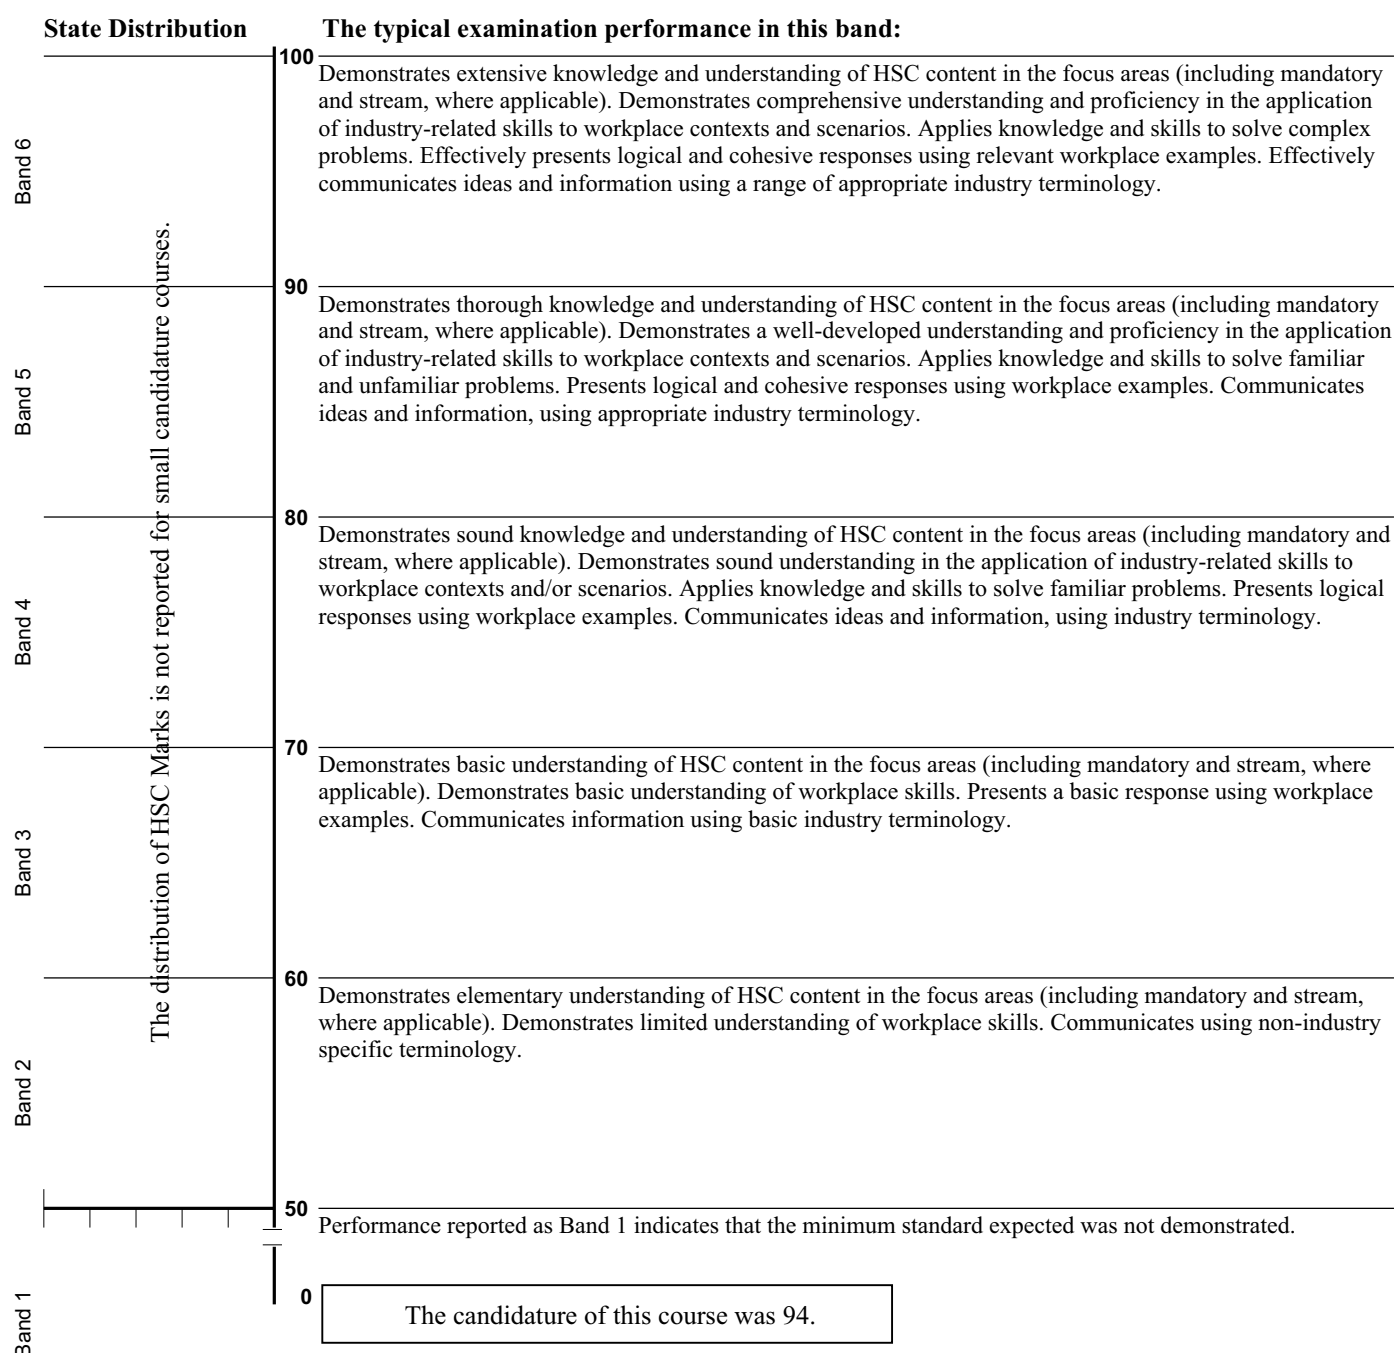 State Distribution
The typical examination performance in this band:
100
Demonstrates extensive knowledge and understanding of HSC content in the focus areas (including mandatory
and stream, where applicable). Demonstrates comprehensive understanding and proficiency in the application
of industry-related skills to workplace contexts and scenarios. Applies knowledge and skills to solve complex
problems. Effectively presents logical and cohesive responses using relevant workplace examples. Effectively
communicates ideas and information using a range of appropriate industry terminology.
Band 6
The distribution of HSC Marks is not reported for small candidature courses.
90
Demonstrates thorough knowledge and understanding of HSC content in the focus areas (including mandatory
and stream, where applicable). Demonstrates a well-developed understanding and proficiency in the application
of industry-related skills to workplace contexts and scenarios. Applies knowledge and skills to solve familiar
and unfamiliar problems. Presents logical and cohesive responses using workplace examples. Communicates
ideas and information, using appropriate industry terminology.
Band 5
80
Demonstrates sound knowledge and understanding of HSC content in the focus areas (including mandatory and
stream, where applicable). Demonstrates sound understanding in the application of industry-related skills to
workplace contexts and/or scenarios. Applies knowledge and skills to solve familiar problems. Presents logical
responses using workplace examples. Communicates ideas and information, using industry terminology.
Band 4
70
Demonstrates basic understanding of HSC content in the focus areas (including mandatory and stream, where
applicable). Demonstrates basic understanding of workplace skills. Presents a basic response using workplace
examples. Communicates information using basic industry terminology.
Band 3
60
Demonstrates elementary understanding of HSC content in the focus areas (including mandatory and stream,
where applicable). Demonstrates limited understanding of workplace skills. Communicates using non-industry
specific terminology.
Band 2
50
Performance reported as Band 1 indicates that the minimum standard expected was not demonstrated.
Band 1
0
The candidature of this course was 94.